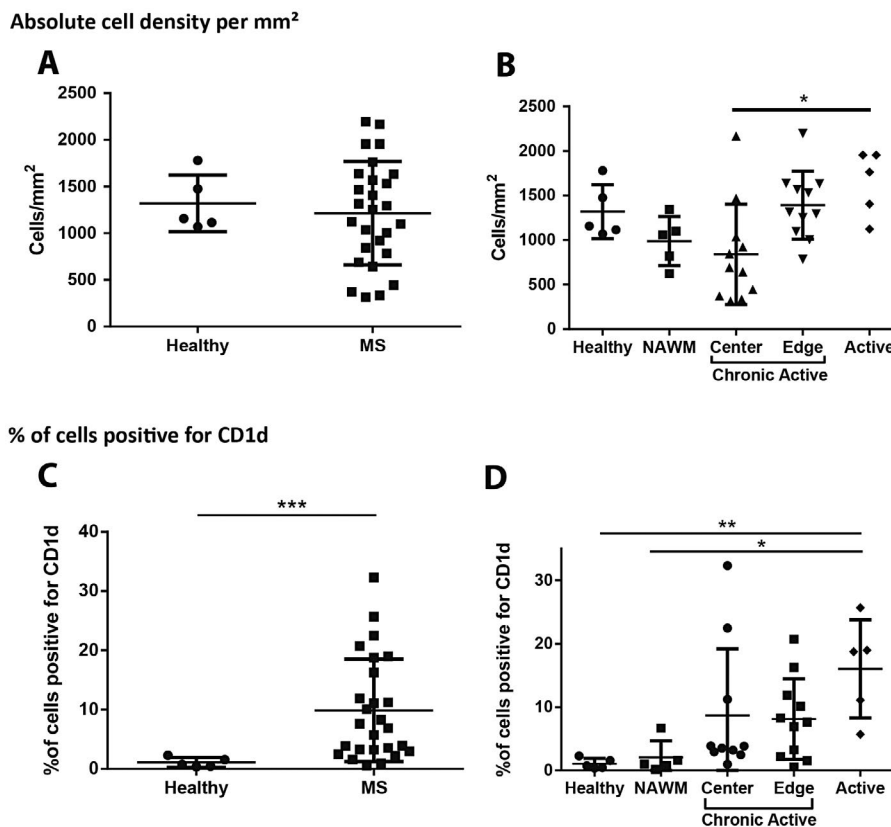 Absolute cell density per mm²
A
Cells/mm²
2500
2000
1500
1000
500
0
Healthy MS
B
*
Cells/mm²
2500
2000
1500
1000
500
0
Healthy NAWM Center Edge Active
Chronic Active
% of cells positive for CD1d
C
***
%of cells positive for CD1d
40
30
20
10
0
Healthy MS
D
**
*
%of cells positive for CD1d
30
20
10
0
Healthy NAWM Center Edge Active
Chronic Active